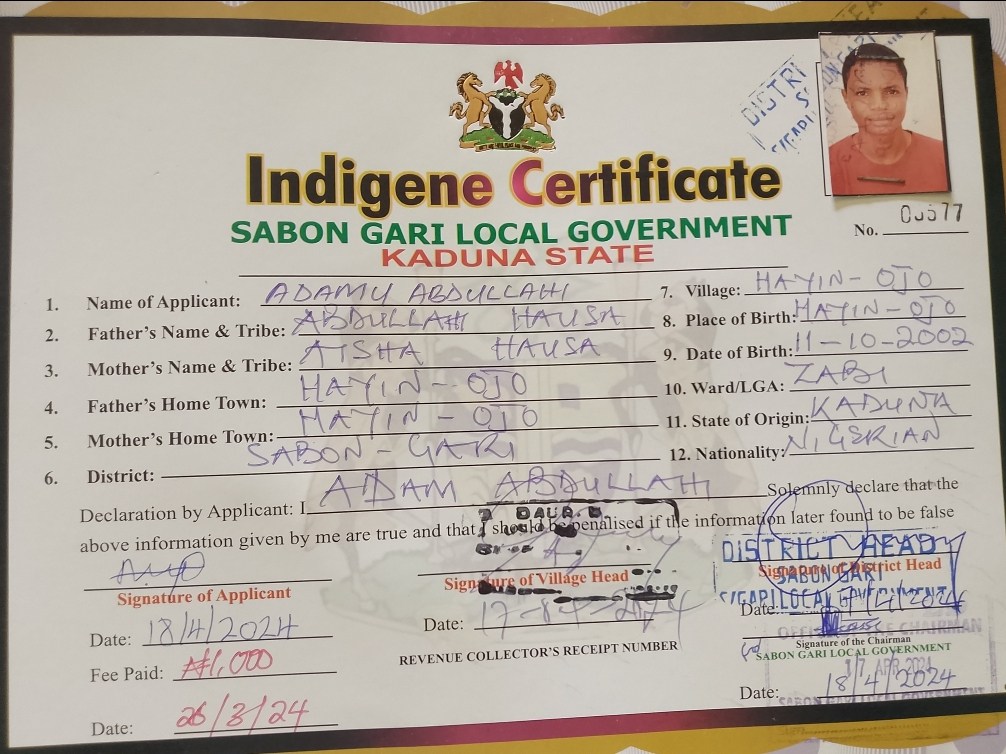 Indigene Certificate
SABON GARI LOCAL GOVERNMENT
KADUNA STATE
No. 00577
DISTRI
1. Name of Applicant: ADAMU ABDULLAHI
2. Father's Name & Tribe: ABDULLAHI HAUSA
3. Mother's Name & Tribe: AISHA HAUSA
4. Father's Home Town: HAYIN-OJO
5. Mother's Home Town: HAYIN-OJO
6. District: SABON-GARI
7. Village: HAYIN-OJO
8. Place of Birth: HAYIN-OJO
9. Date of Birth: 11-10-2002
10. Ward/LGA: ZABI
11. State of Origin: KADUNA
12. Nationality: NIGERIAN
Declaration by Applicant: I ADAM ABDULLAHI Solemnly declare that the
above information given by me are true and that I should be penalised if the information later found to be false
Signature of Applicant
Date: 18/4/2024
Fee Paid: ₦1,000
Date: 26/3/24
Signature of Village Head
Date:
REVENUE COLLECTOR'S RECEIPT NUMBER
DISTRICT HEAD
Signature of District Head
SABON GARI
LOCAL
Date:
OFFICE CHAIRMAN
Signature of the Chairman
SABON GARI LOCAL GOVERNMENT
17 APR 2024
Date: 18/4/2024